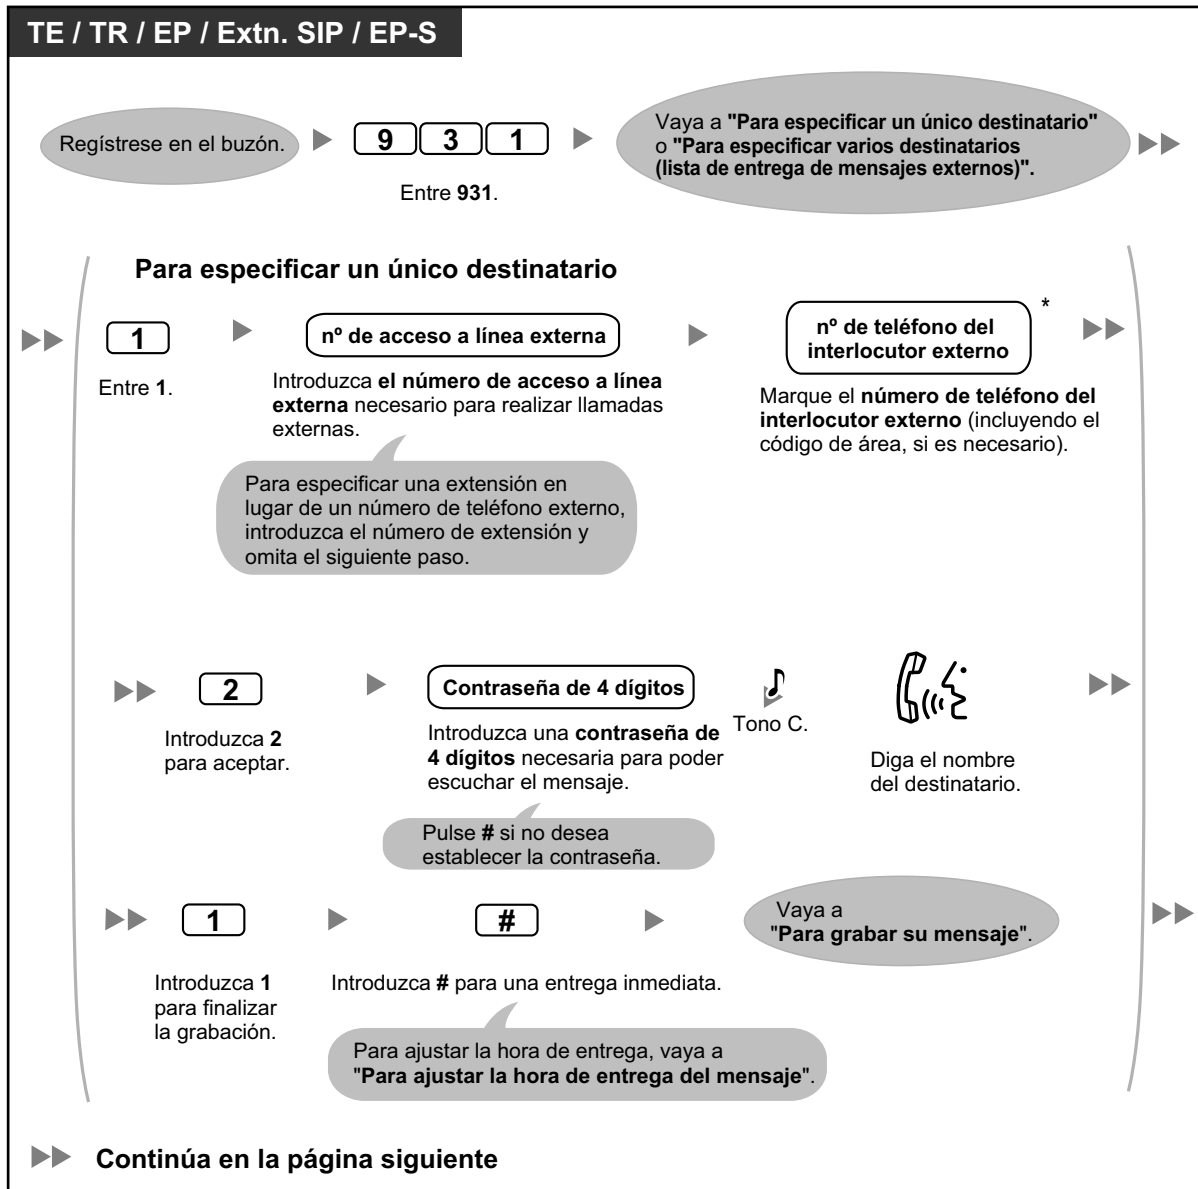 TE / TR / EP / Extn. SIP / EP-S
Regístrese en el buzón.
9 3 1
Entre 931.
Vaya a "Para especificar un único destinatario"
o "Para especificar varios destinatarios
(lista de entrega de mensajes externos)".
Para especificar un único destinatario
1
Entre 1.
nº de acceso a línea externa
Introduzca el número de acceso a línea
externa necesario para realizar llamadas
externas.
Para especificar una extensión en
lugar de un número de teléfono externo,
introduzca el número de extensión y
omita el siguiente paso.
nº de teléfono del
interlocutor externo
*
Marque el número de teléfono del
interlocutor externo (incluyendo el
código de área, si es necesario).
2
Introduzca 2
para aceptar.
Contraseña de 4 dígitos
Introduzca una contraseña de
4 dígitos necesaria para poder
escuchar el mensaje.
Pulse # si no desea
establecer la contraseña.
Tono C.
Diga el nombre
del destinatario.
1
Introduzca 1
para finalizar
la grabación.
#
Introduzca # para una entrega inmediata.
Para ajustar la hora de entrega, vaya a
"Para ajustar la hora de entrega del mensaje".
Vaya a
"Para grabar su mensaje".
Continúa en la página siguiente